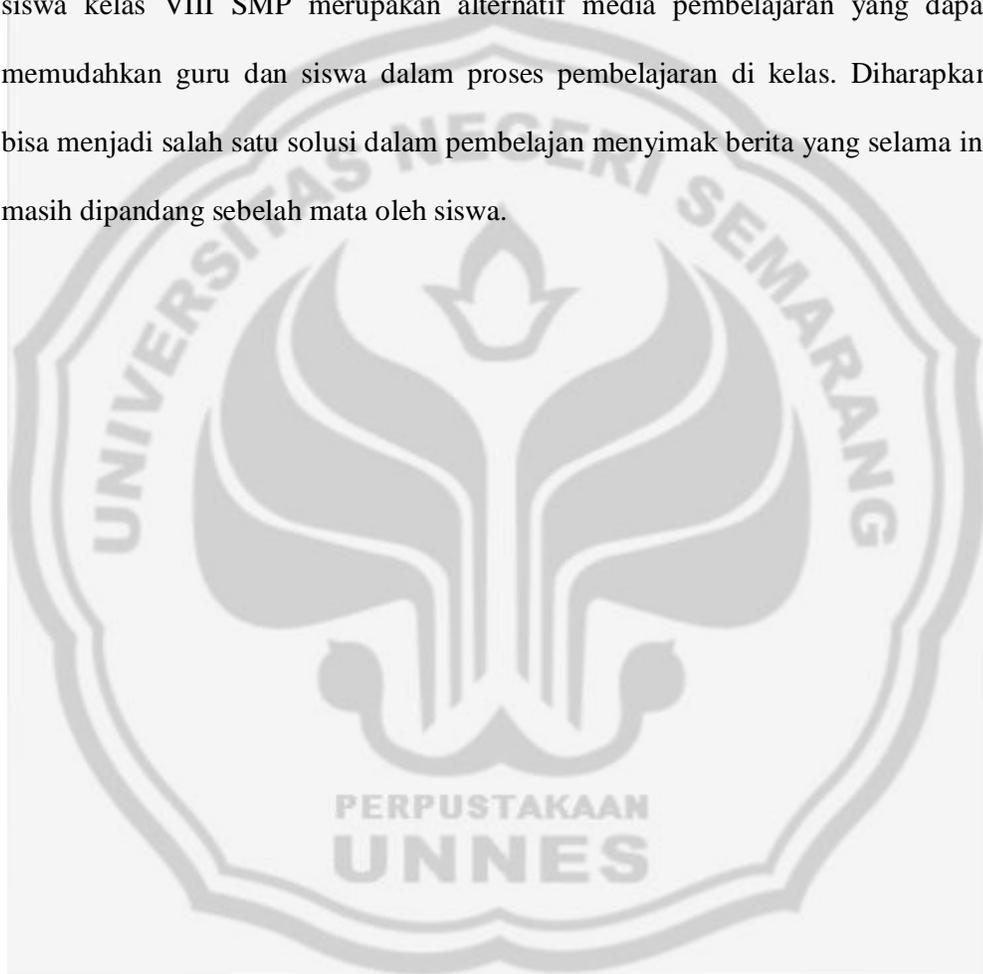 siswa kelas VIII SMP merupakan alternatif media pembelajaran yang dapa
memudahkan guru dan siswa dalam proses pembelajaran di kelas. Diharapkan
bisa menjadi salah satu solusi dalam pembelajan menyimak berita yang selama in
masih dipandang sebelah mata oleh siswa.
UNIVERSITAS NEGERI SEMARANG
PERPUSTAKAAN
UNNES